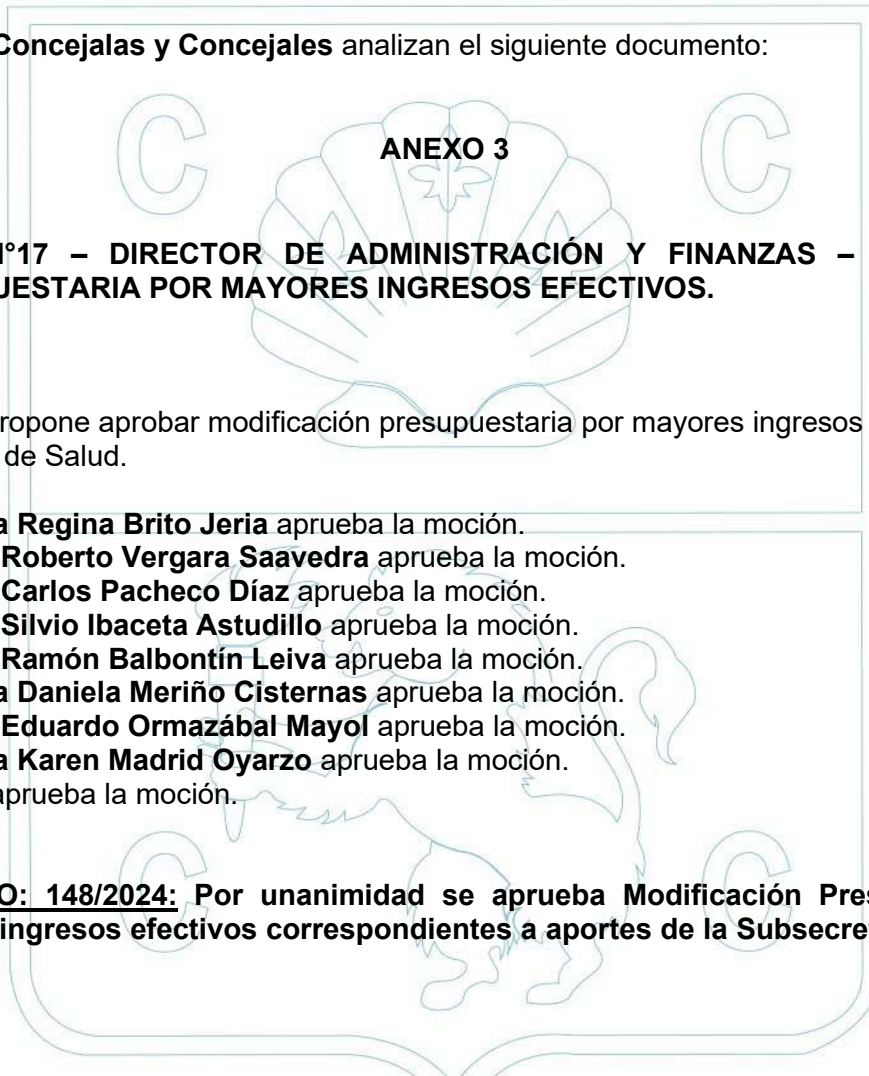 Concejalas y Concejales analizan el siguiente documento:
C C
ANEXO 3
N°17 – DIRECTOR DE ADMINISTRACIÓN Y FINANZAS –
UESTARIA POR MAYORES INGRESOS EFECTIVOS.
ropone aprobar modificación presupuestaria por mayores ingresos
de Salud.
a Regina Brito Jeria aprueba la moción.
Roberto Vergara Saavedra aprueba la moción.
Carlos Pacheco Díaz aprueba la moción.
Silvio Ibaceta Astudillo aprueba la moción.
Ramón Balbontín Leiva aprueba la moción.
a Daniela Meriño Cisternas aprueba la moción.
Eduardo Ormazábal Mayol aprueba la moción.
a Karen Madrid Oyarzo aprueba la moción.
aprueba la moción.
C C
O: 148/2024: Por unanimidad se aprueba Modificación Pres
ingresos efectivos correspondientes a aportes de la Subsecret